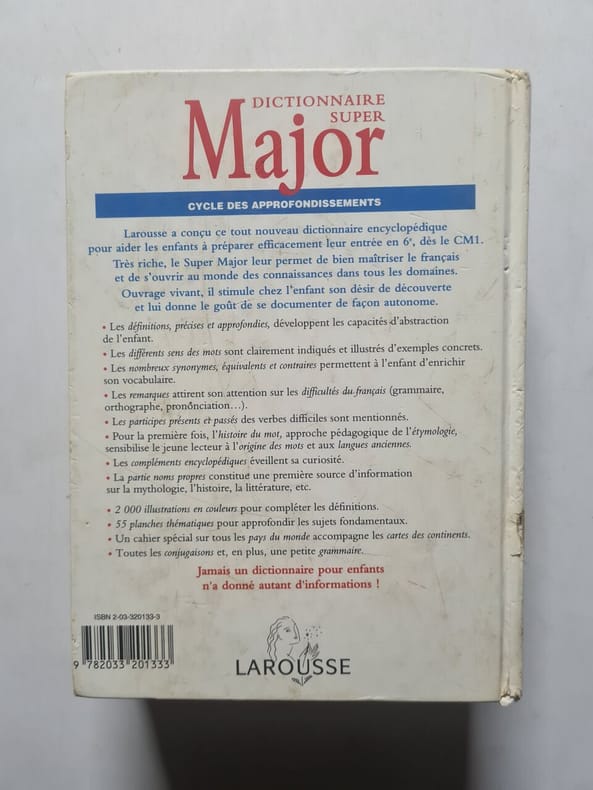 DICTIONNAIRE
SUPER
Major
CYCLE DES APPROFONDISSEMENTS
Larousse a conçu ce tout nouveau dictionnaire encyclopédique
pour aider les enfants à préparer efficacement leur entrée en 6e, dès le CM1.
Très riche, le Super Major leur permet de bien maîtriser le français
et de s'ouvrir au monde des connaissances dans tous les domaines.
Ouvrage vivant, il stimule chez l'enfant son désir de découverte
et lui donne le goût de se documenter de façon autonome.
• Les définitions, précises et approfondies, développent les capacités d'abstraction
de l'enfant.
• Les différents sens des mots sont clairement indiqués et illustrés d'exemples concrets.
• Les nombreux synonymes, équivalents et contraires permettent à l'enfant d'enrichir
son vocabulaire.
• Les remarques attirent son attention sur les difficultés du français (grammaire,
orthographe, prononciation...).
• Les participes présents et passés des verbes difficiles sont mentionnés.
• Pour la première fois, l'histoire du mot, approche pédagogique de l'étymologie,
sensibilise le jeune lecteur à l'origine des mots et aux langues anciennes.
• Les compléments encyclopédiques éveillent sa curiosité.
• La partie noms propres constitue une première source d'information
sur la mythologie, l'histoire, la littérature, etc.
• 2 000 illustrations en couleurs pour compléter les définitions.
• 55 planches thématiques pour approfondir les sujets fondamentaux.
• Un cahier spécial sur tous les pays du monde accompagne les cartes des continents.
• Toutes les conjugaisons et, en plus, une petite grammaire.
Jamais un dictionnaire pour enfants
n'a donné autant d'informations !
ISBN 2-03-320133-3
9 782033 201333
LAROUSSE